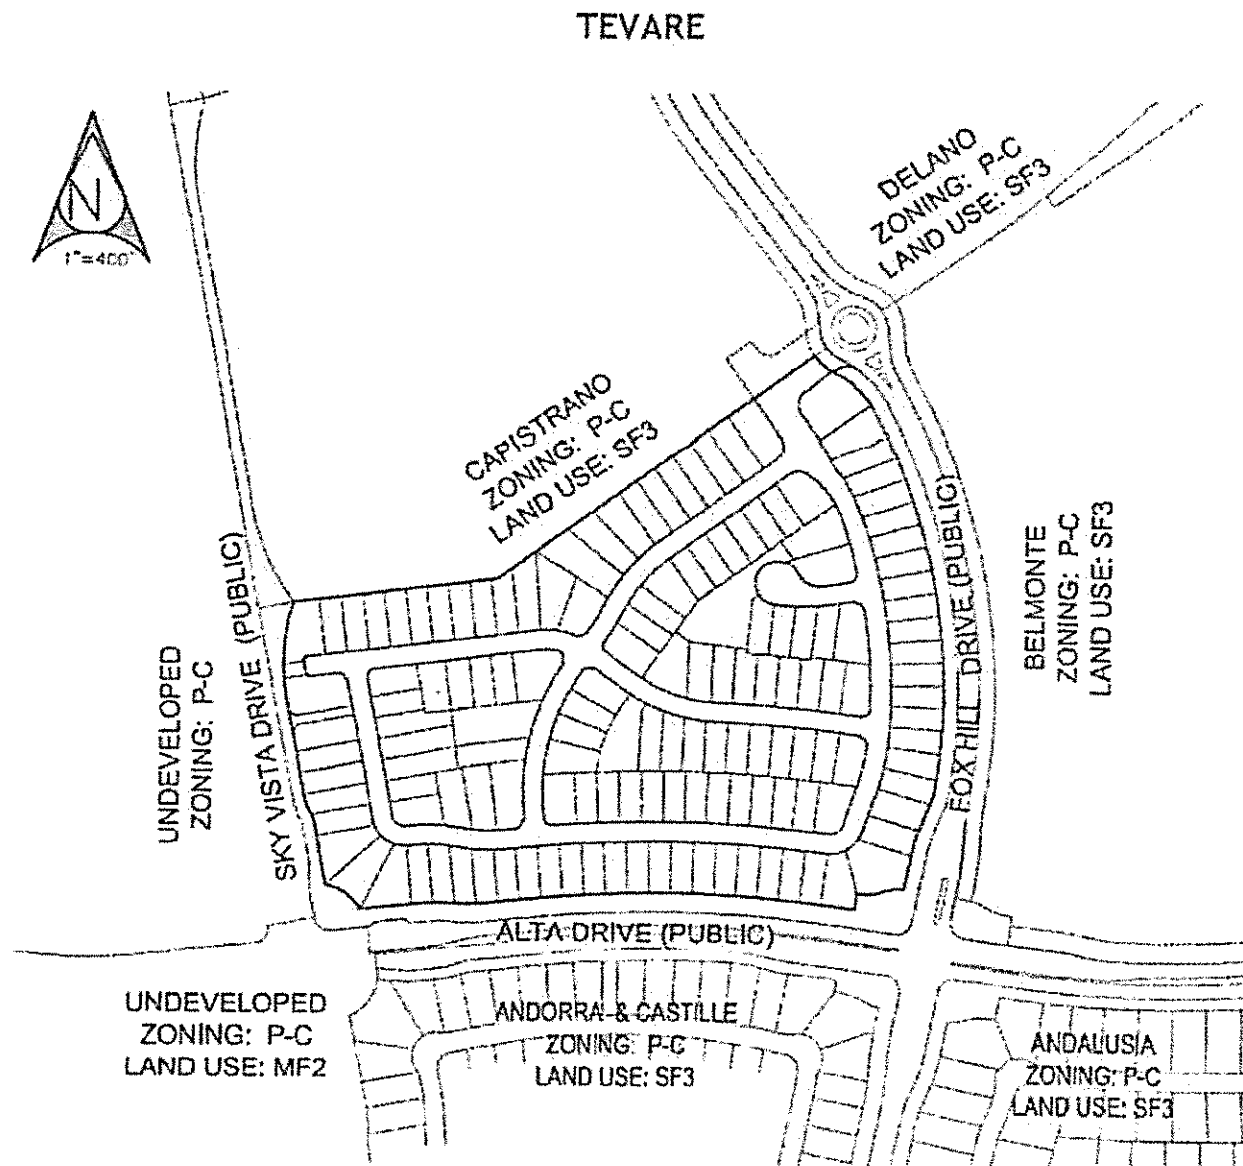 TEVARE
N
1"=400'
DELANO
ZONING: P-C
LAND USE: SF3
CAPISTRANO
ZONING: P-C
LAND USE: SF3
SKY VISTA DRIVE (PUBLIC)
UNDEVELOPED
ZONING: P-C
FOX HILL DRIVE (PUBLIC)
BELMONTE
ZONING: P-C
LAND USE: SF3
ALTA DRIVE (PUBLIC)
UNDEVELOPED
ZONING: P-C
LAND USE: MF2
ANDORRA & CASTILLE
ZONING: P-C
LAND USE: SF3
ANDALUSIA
ZONING: P-C
LAND USE: SF3